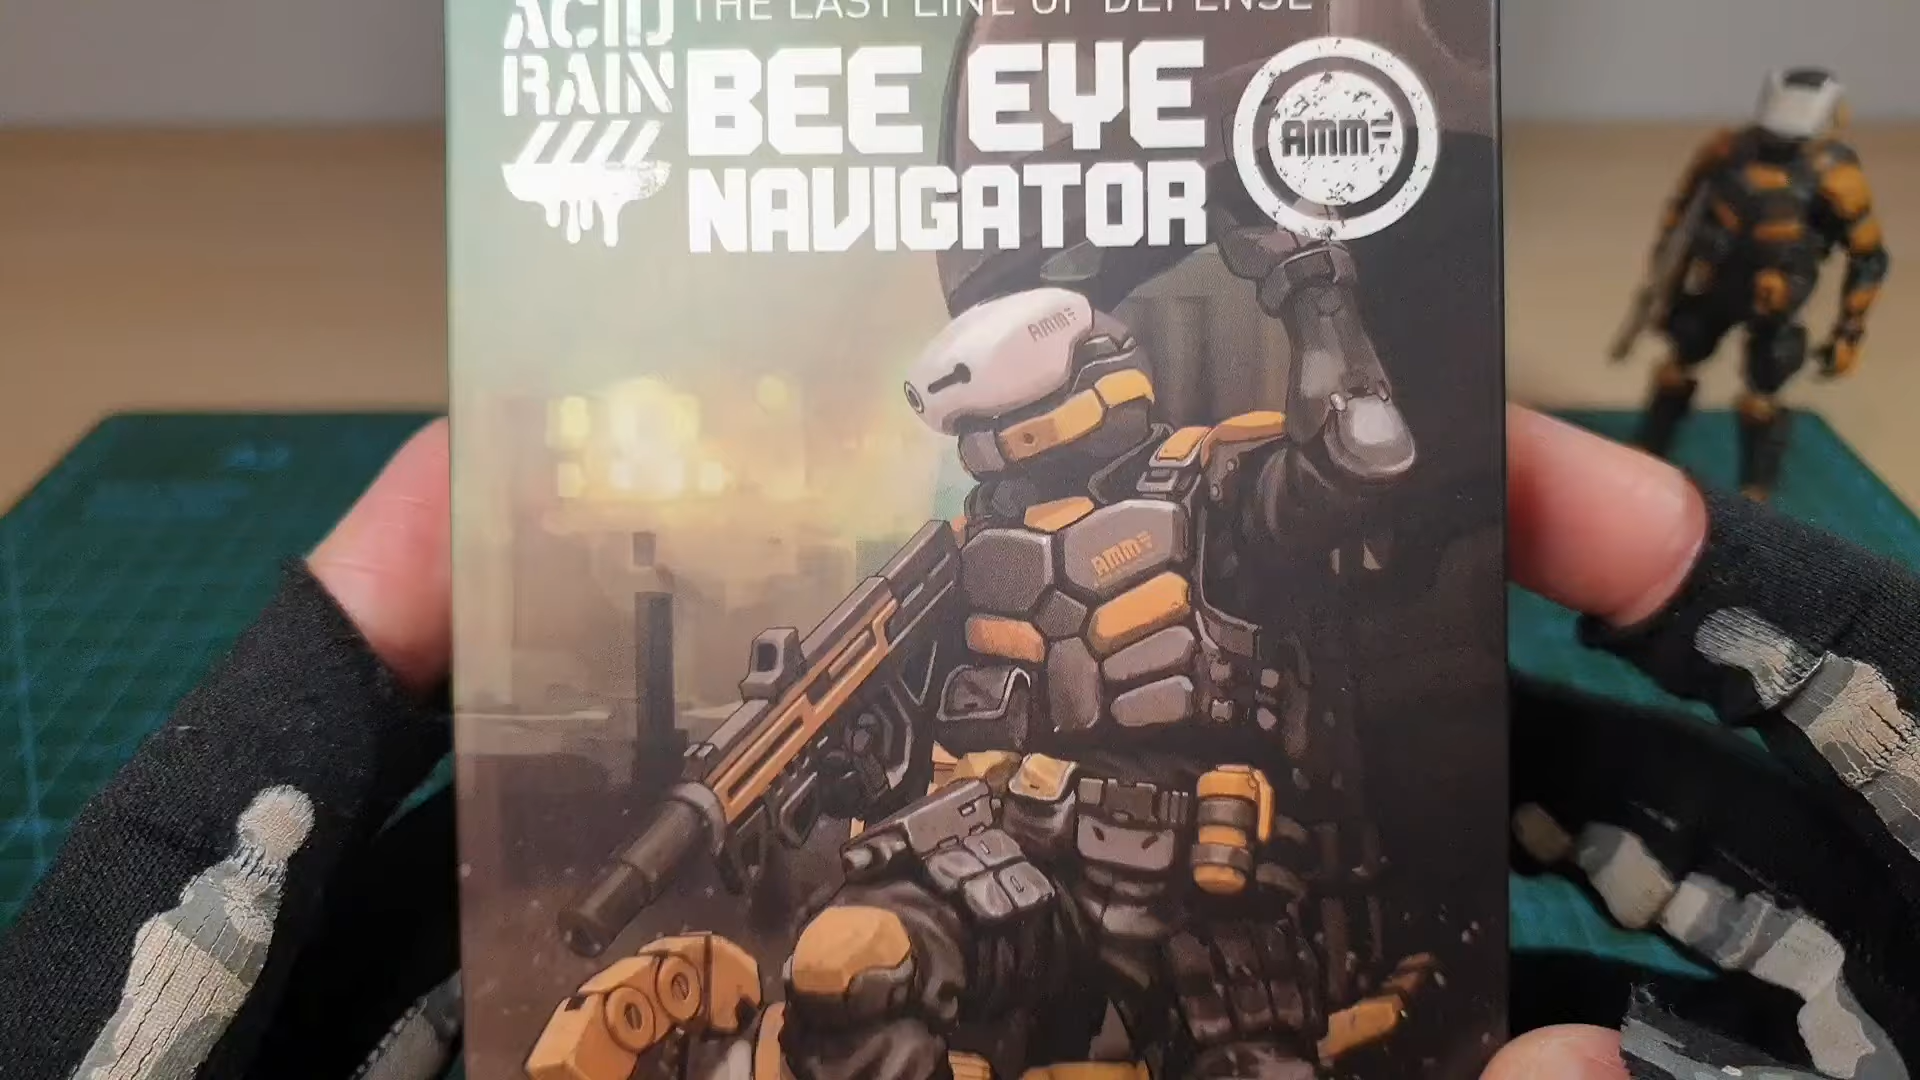 THE LAST LINE OF DEFENSE
ACID
RAIN
BEE EYE
NAVIGATOR
AMM
AMM
AMM